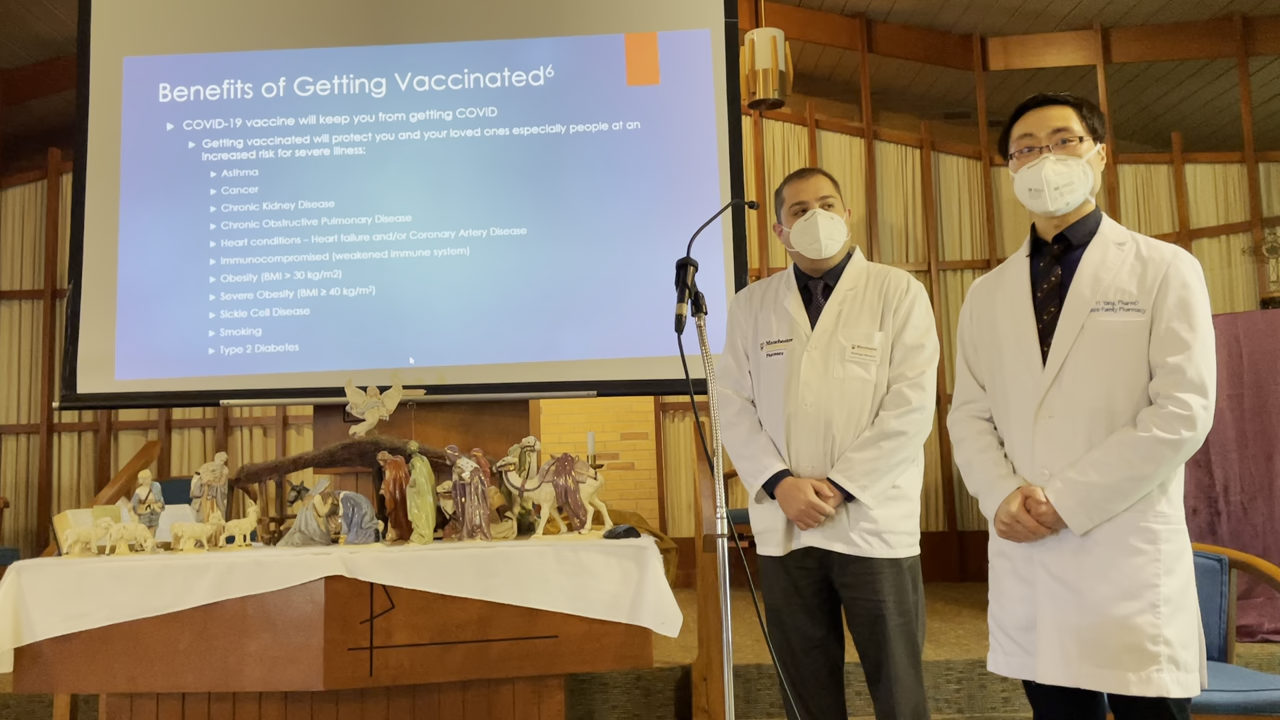 Benefits of Getting Vaccinated⁶
COVID-19 vaccine will keep you from getting COVID
Getting vaccinated will protect you and your loved ones especially people at an
increased risk for severe illness:
Asthma
Cancer
Chronic Kidney Disease
Chronic Obstructive Pulmonary Disease
Heart conditions – Heart failure and/or Coronary Artery Disease
Immunocompromised (weakened immune system)
Obesity (BMI > 30 kg/m2)
Severe Obesity (BMI ≥ 40 kg/m²)
Sickle Cell Disease
Smoking
Type 2 Diabetes
Manchester
Yang, PharmD
Family Pharmacy